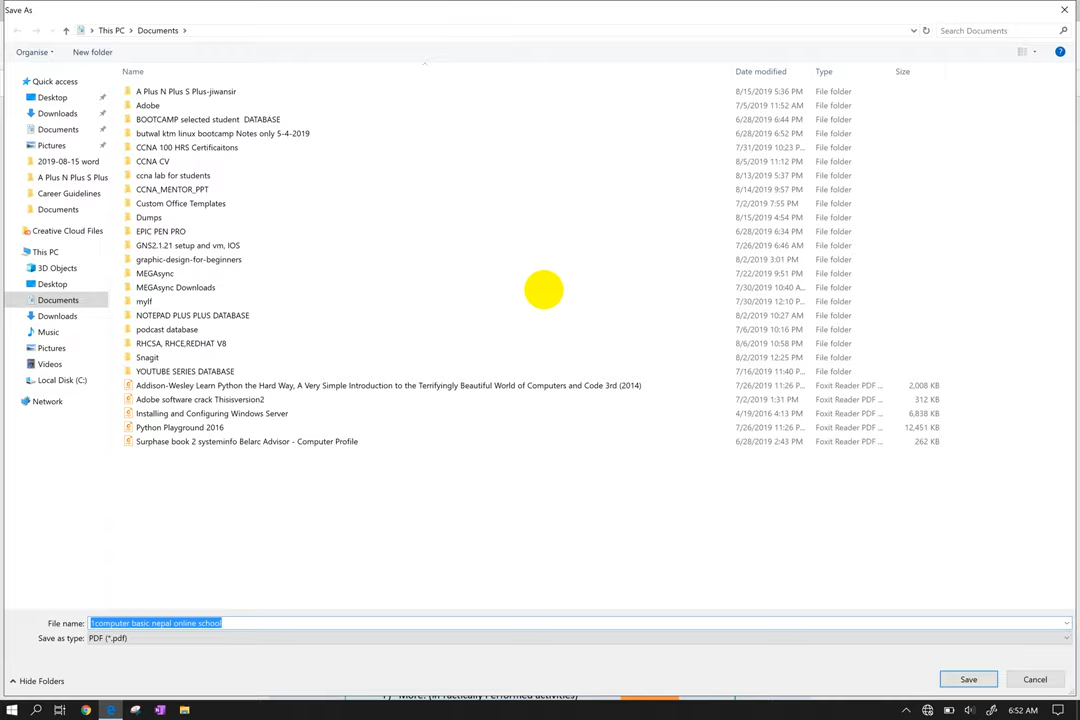 Save As
This PC > Documents >
Search Documents
Organise
New folder
Name Date modified Type Size
Quick access
Desktop
Downloads
Documents
Pictures
2019-08-15 word
A Plus N Plus S Plus
Career Guidelines
Documents
Creative Cloud Files
This PC
3D Objects
Desktop
Documents
Downloads
Music
Pictures
Videos
Local Disk (C:)
Network
A Plus N Plus S Plus-jiwansir 8/15/2019 5:36 PM File folder
Adobe 7/5/2019 11:52 AM File folder
BOOTCAMP selected student DATABASE 6/28/2019 6:44 PM File folder
butwal ktm linux bootcamp Notes only 5-4-2019 6/28/2019 6:52 PM File folder
CCNA 100 HRS Certificaitons 7/31/2019 10:23 P... File folder
CCNA CV 8/5/2019 11:12 PM File folder
ccna lab for students 8/13/2019 5:37 PM File folder
CCNA_MENTOR_PPT 8/14/2019 9:57 PM File folder
Custom Office Templates 7/2/2019 7:55 PM File folder
Dumps 8/15/2019 4:54 PM File folder
EPIC PEN PRO 6/28/2019 6:34 PM File folder
GNS2.1.21 setup and vm, IOS 7/26/2019 6:46 AM File folder
graphic-design-for-beginners 8/2/2019 3:01 PM File folder
MEGAsync 7/22/2019 9:51 PM File folder
MEGAsync Downloads 7/30/2019 10:40 A... File folder
mylf 7/30/2019 12:10 P... File folder
NOTEPAD PLUS PLUS DATABASE 8/2/2019 10:27 AM File folder
podcast database 7/6/2019 10:16 PM File folder
RHCSA, RHCE,REDHAT V8 8/6/2019 10:58 PM File folder
Snagit 8/2/2019 12:25 PM File folder
YOUTUBE SERIES DATABASE 7/16/2019 11:40 P... File folder
Addison-Wesley Learn Python the Hard Way, A Very Simple Introduction to the Terrifyingly Beautiful World of Computers and Code 3rd (2014) 7/26/2019 11:26 P... Foxit Reader PDF ... 2,008 KB
Adobe software crack Thisisversion2 7/2/2019 1:31 PM Foxit Reader PDF ... 312 KB
Installing and Configuring Windows Server 4/19/2016 4:13 PM Foxit Reader PDF ... 6,838 KB
Python Playground 2016 7/26/2019 11:26 P... Foxit Reader PDF ... 12,451 KB
Surphase book 2 systeminfo Belarc Advisor - Computer Profile 6/28/2019 2:43 PM Foxit Reader PDF ... 262 KB
File name: 1computer basic nepal online school
Save as type: PDF (*.pdf)
Hide Folders
Save
Cancel
6:52 AM